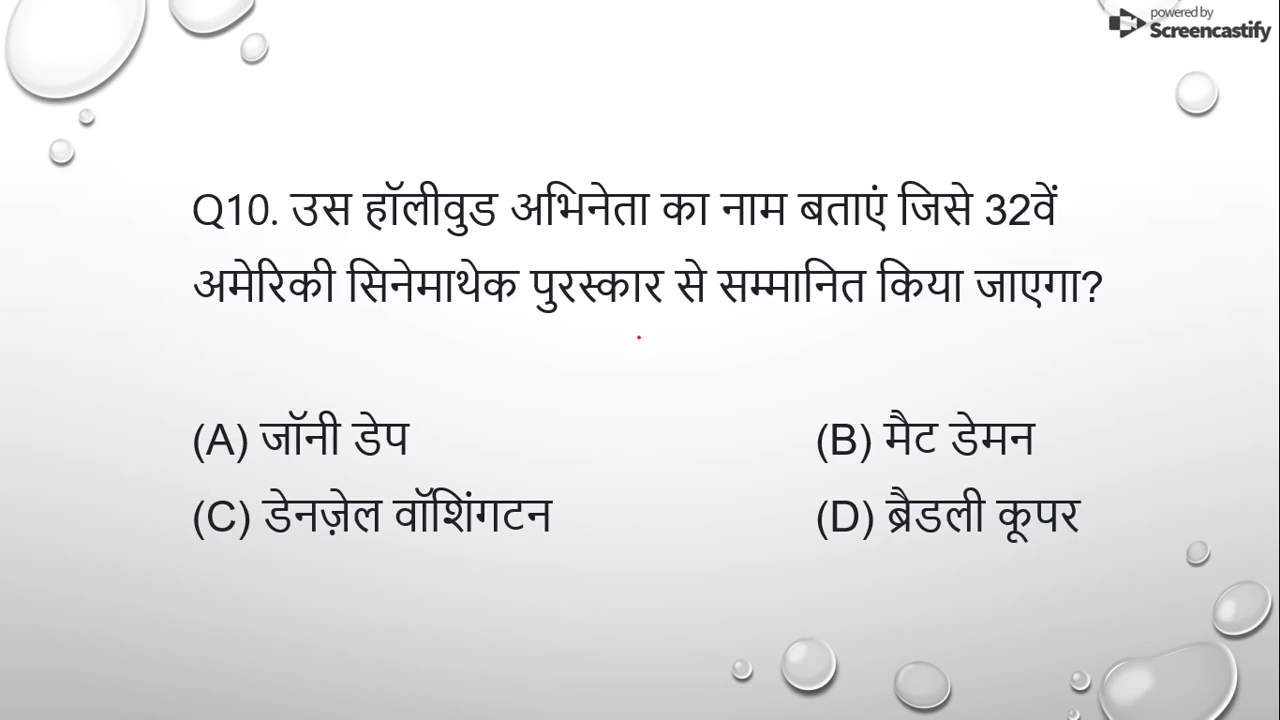 powered by
Screencastify
Q10. उस हॉलीवुड अभिनेता का नाम बताएं जिसे 32वें
अमेरिकी सिनेमाथेक पुरस्कार से सम्मानित किया जाएगा?
(A) जॉनी डेप (B) मैट डेमन
(C) डेनज़ेल वॉशिंगटन (D) ब्रैडली कूपर